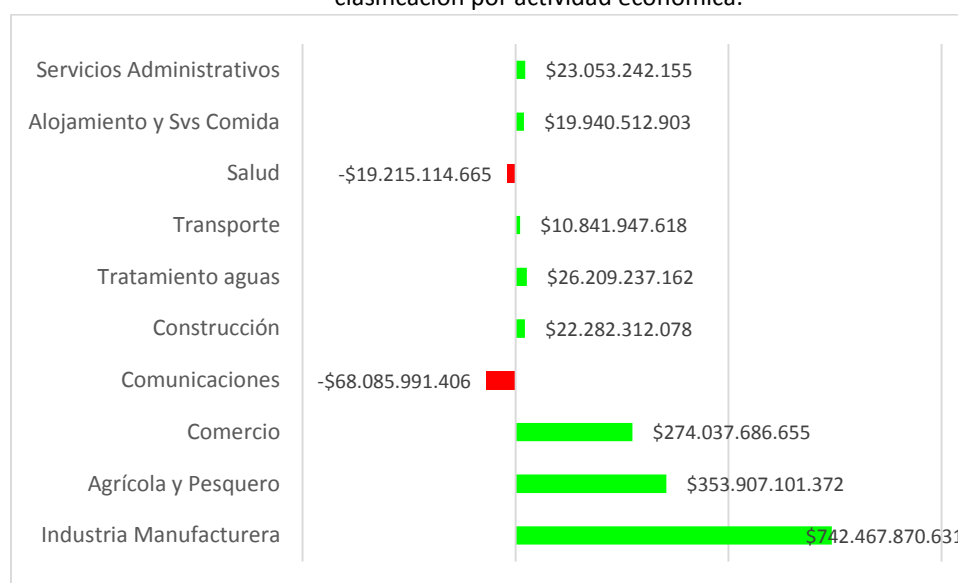 clasificación por actividad económica.
Servicios Administrativos $23.053.242.155
Alojamiento y Svs Comida $19.940.512.903
Salud -$19.215.114.665
Transporte $10.841.947.618
Tratamiento aguas $26.209.237.162
Construcción $22.282.312.078
Comunicaciones -$68.085.991.406
Comercio $274.037.686.655
Agrícola y Pesquero $353.907.101.372
Industria Manufacturera $742.467.870.631